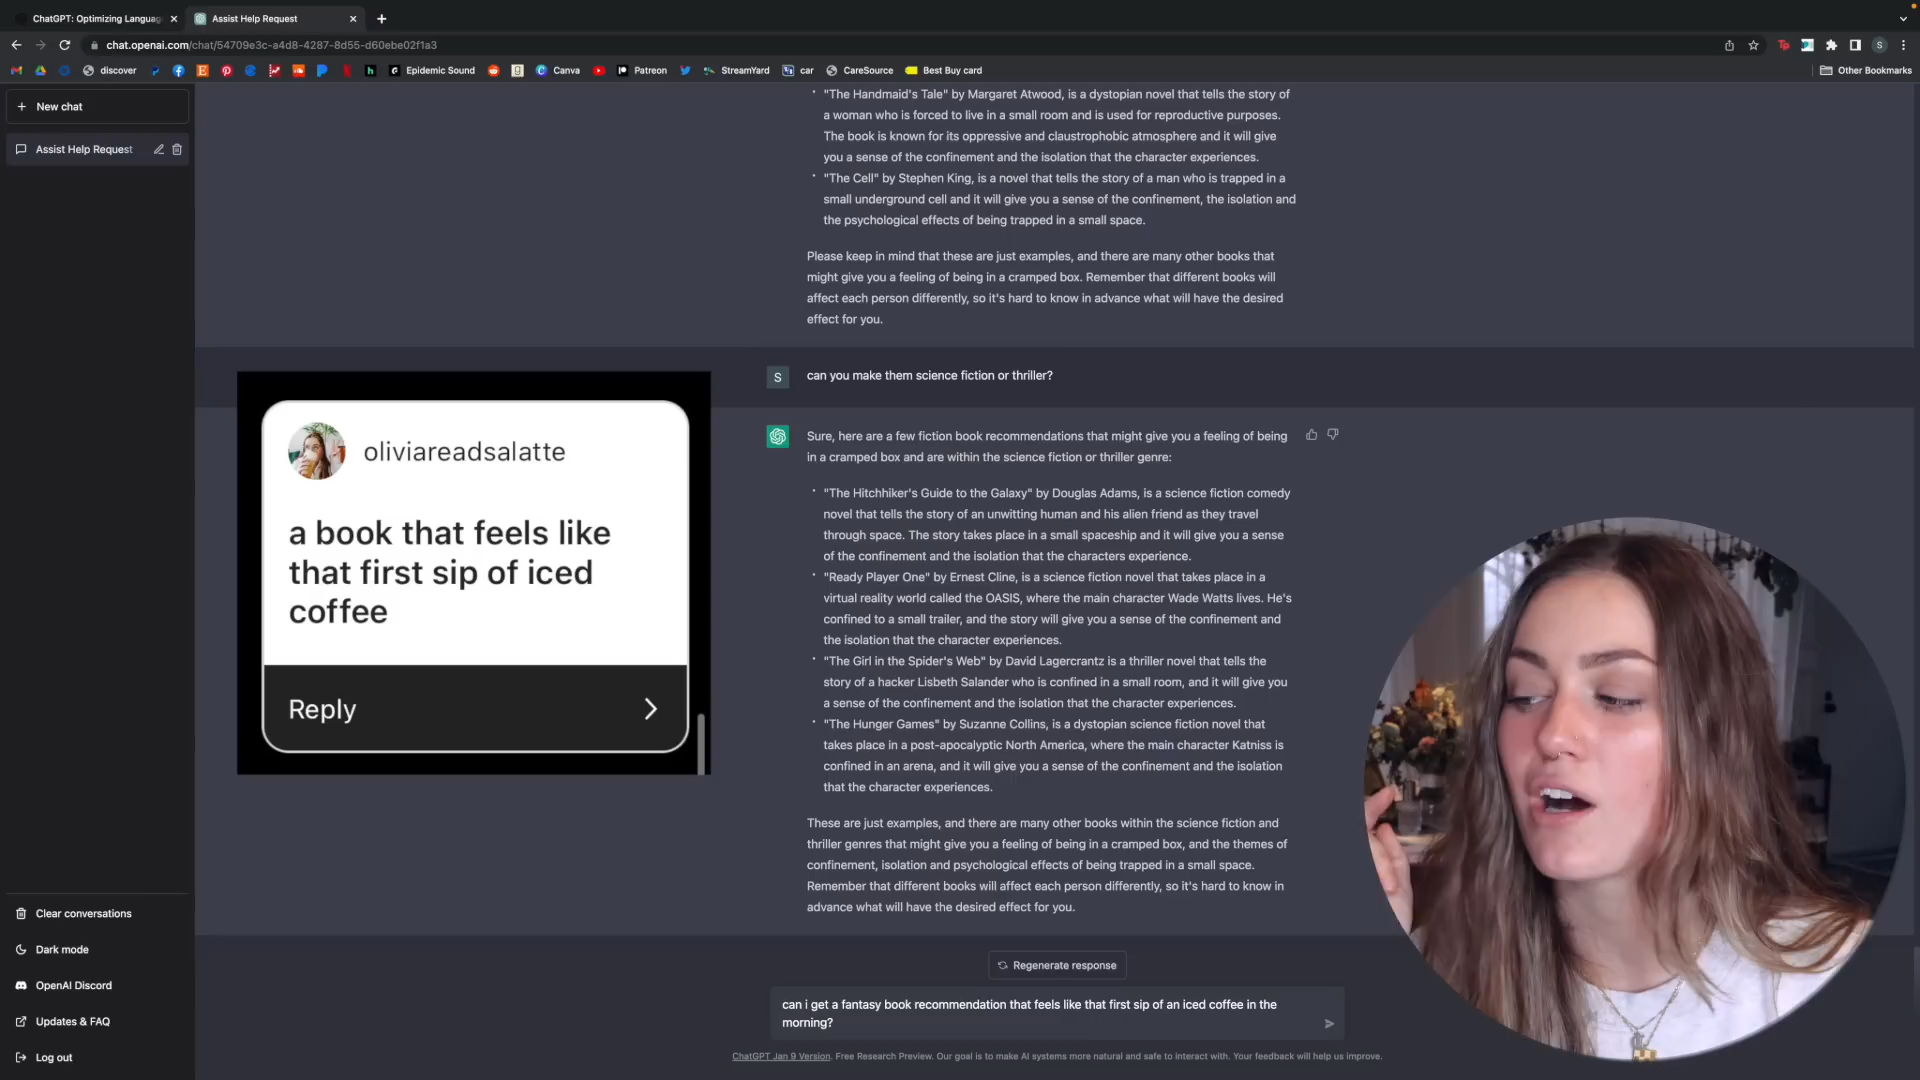 ChatGPT: Optimizing Languag
Assist Help Request
chat.openai.com/chat/54709e3c-a4d8-4287-8d55-d60ebe02f1a3
discover
Epidemic Sound
Canva
Patreon
StreamYard
car
CareSource
Best Buy card
Other Bookmarks
New chat
Assist Help Request
"The Handmaid's Tale" by Margaret Atwood, is a dystopian novel that tells the story of
a woman who is forced to live in a small room and is used for reproductive purposes.
The book is known for its oppressive and claustrophobic atmosphere and it will give
you a sense of the confinement and the isolation that the character experiences.
"The Cell" by Stephen King, is a novel that tells the story of a man who is trapped in a
small underground cell and it will give you a sense of the confinement, the isolation and
the psychological effects of being trapped in a small space.
Please keep in mind that these are just examples, and there are many other books that
might give you a feeling of being in a cramped box. Remember that different books will
affect each person differently, so it's hard to know in advance what will have the desired
effect for you.
S
can you make them science fiction or thriller?
Sure, here are a few fiction book recommendations that might give you a feeling of being
in a cramped box and are within the science fiction or thriller genre:
"The Hitchhiker's Guide to the Galaxy" by Douglas Adams, is a science fiction comedy
novel that tells the story of an unwitting human and his alien friend as they travel
through space. The story takes place in a small spaceship and it will give you a sense
of the confinement and the isolation that the characters experience.
"Ready Player One" by Ernest Cline, is a science fiction novel that takes place in a
virtual reality world called the OASIS, where the main character Wade Watts lives. He's
confined to a small trailer, and the story will give you a sense of the confinement and
the isolation that the character experiences.
"The Girl in the Spider's Web" by David Lagercrantz is a thriller novel that tells the
story of a hacker Lisbeth Salander who is confined in a small room, and it will give you
a sense of the confinement and the isolation that the character experiences.
"The Hunger Games" by Suzanne Collins, is a dystopian science fiction novel that
takes place in a post-apocalyptic North America, where the main character Katniss is
confined in an arena, and it will give you a sense of the confinement and the isolation
that the character experiences.
These are just examples, and there are many other books within the science fiction and
thriller genres that might give you a feeling of being in a cramped box, and the themes of
confinement, isolation and psychological effects of being trapped in a small space.
Remember that different books will affect each person differently, so it's hard to know in
advance what will have the desired effect for you.
oliviareadsalatte
a book that feels like
that first sip of iced
coffee
Reply
Clear conversations
Dark mode
OpenAI Discord
Updates & FAQ
Log out
Regenerate response
can i get a fantasy book recommendation that feels like that first sip of an iced coffee in the
morning?
ChatGPT Jan 9 Version. Free Research Preview. Our goal is to make AI systems more natural and safe to interact with. Your feedback will help us improve.